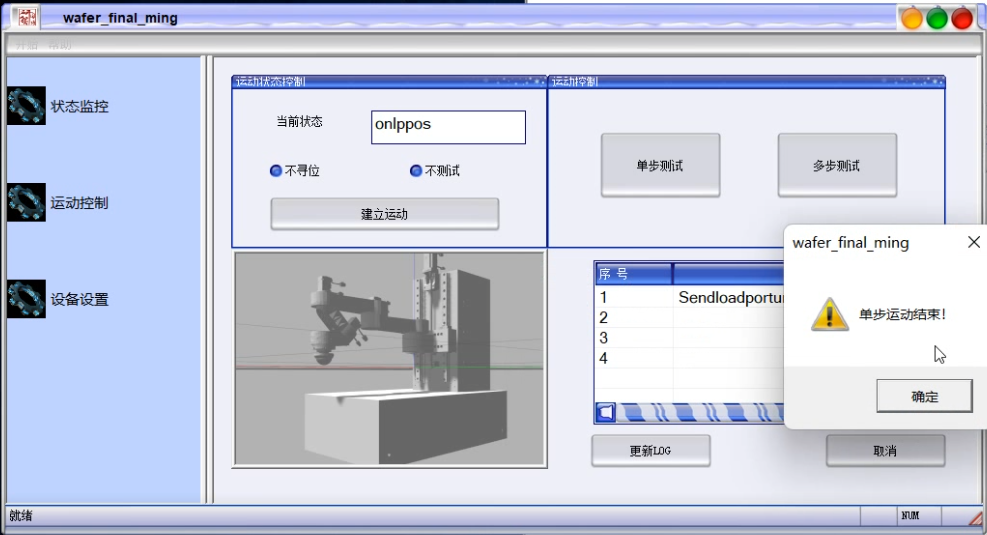 wafer_final_ming
开始 帮助
状态监控
运动控制
设备设置
运动状态控制
当前状态
onlppos
不寻位
不测试
建立运动
运动控制
单步测试
多步测试
序 号
1 Sendloadportu
2
3
4
更新LOG
取消
wafer_final_ming
单步运动结束!
确定
就绪
NUM